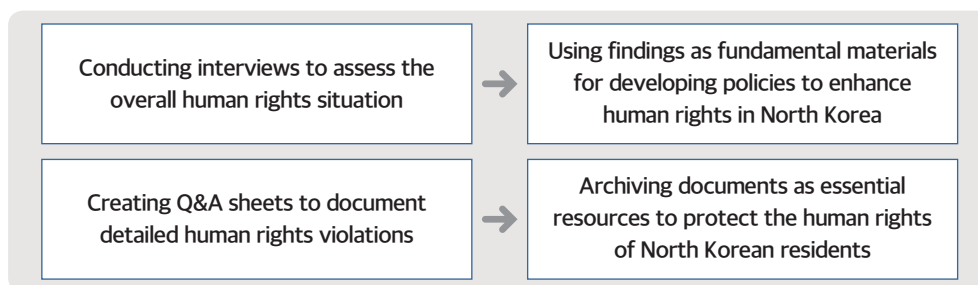 Conducting interviews to assess the
overall human rights situation
Using findings as fundamental materials
for developing policies to enhance
human rights in North Korea
Creating Q&A sheets to document
detailed human rights violations
Archiving documents as essential
resources to protect the human rights
of North Korean residents